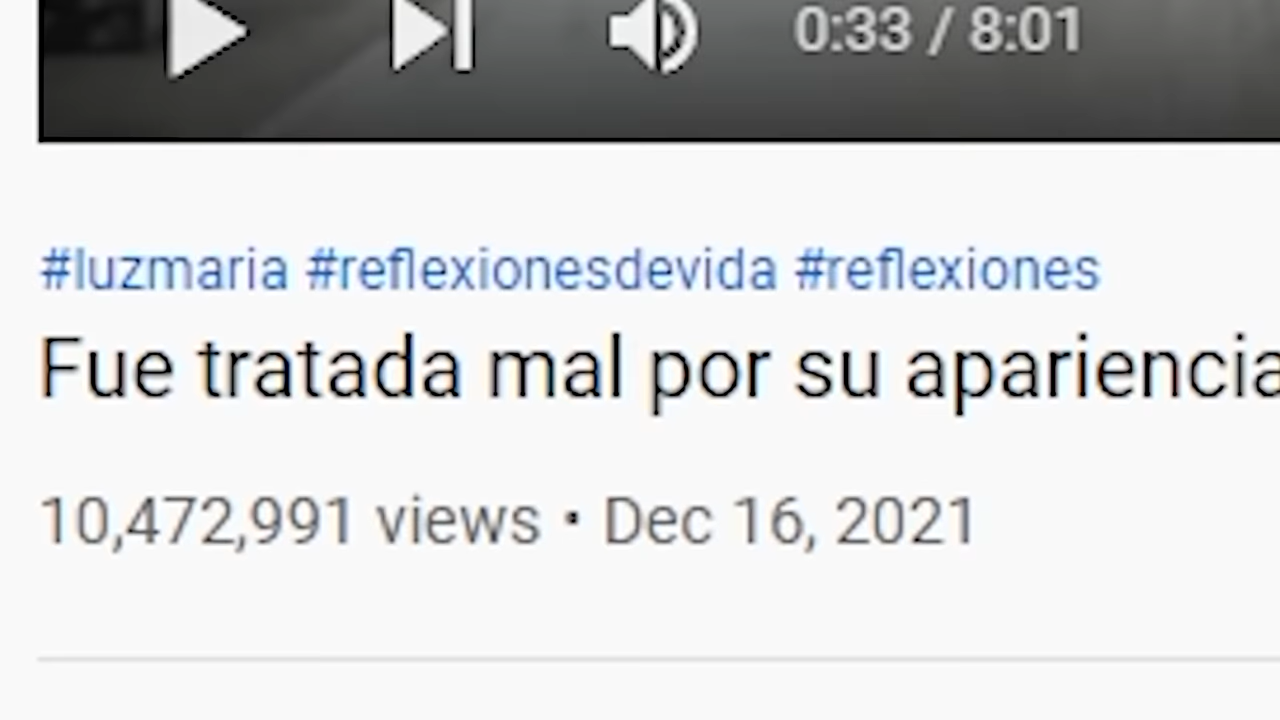 0:33 / 8:01
#luzmaria #reflexionesdevida #reflexiones
Fue tratada mal por su apariencia
10,472,991 views • Dec 16, 2021